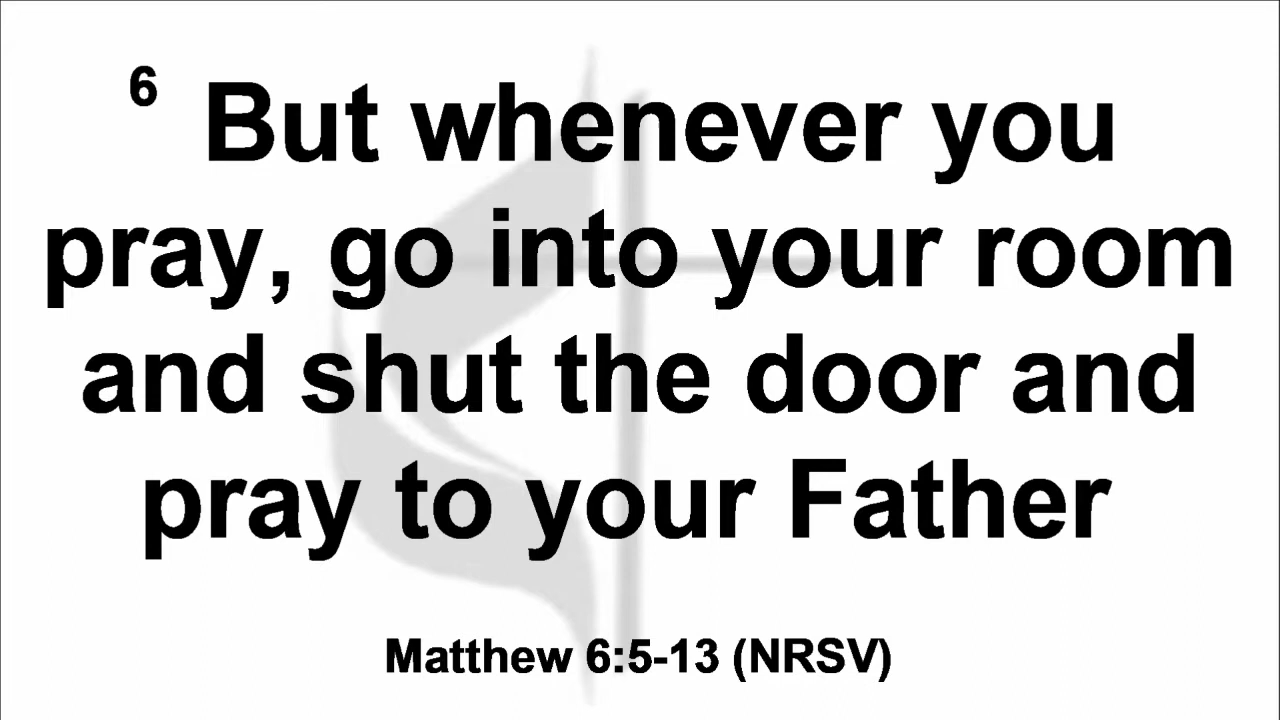 6 But whenever you
pray, go into your room
and shut the door and
pray to your Father
Matthew 6:5-13 (NRSV)